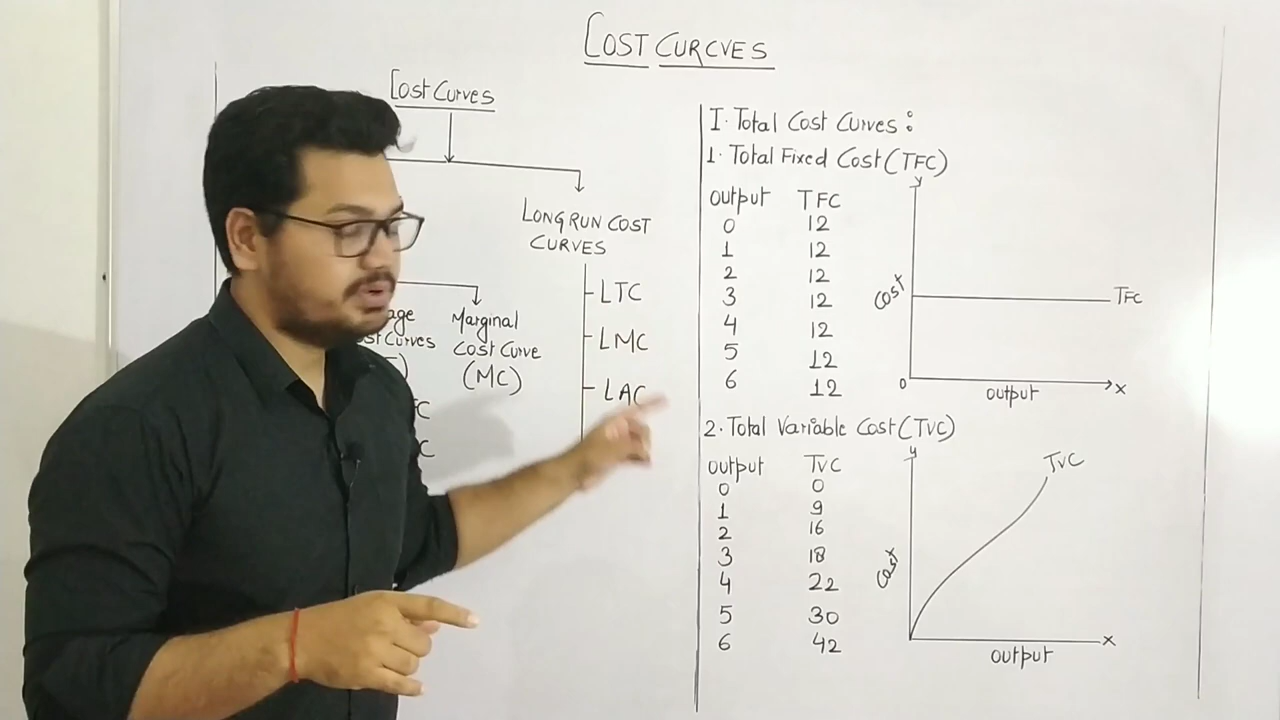 COST CURCVES
Cost Curves
LONG RUN COST
CURVES
LTC
LMC
LAC
Marginal
Cost Curve
(MC)
I. Total Cost Curves:
1. Total Fixed Cost (TFC)
output TFC
0 12
1 12
2 12
3 12
4 12
5 12
6 12
y
Cost
TFC
0
output
x
2. Total Variable Cost (TVC)
output TVC
0 0
1 9
2 16
3 18
4 22
5 30
6 42
y
Cost
TVC
output
x